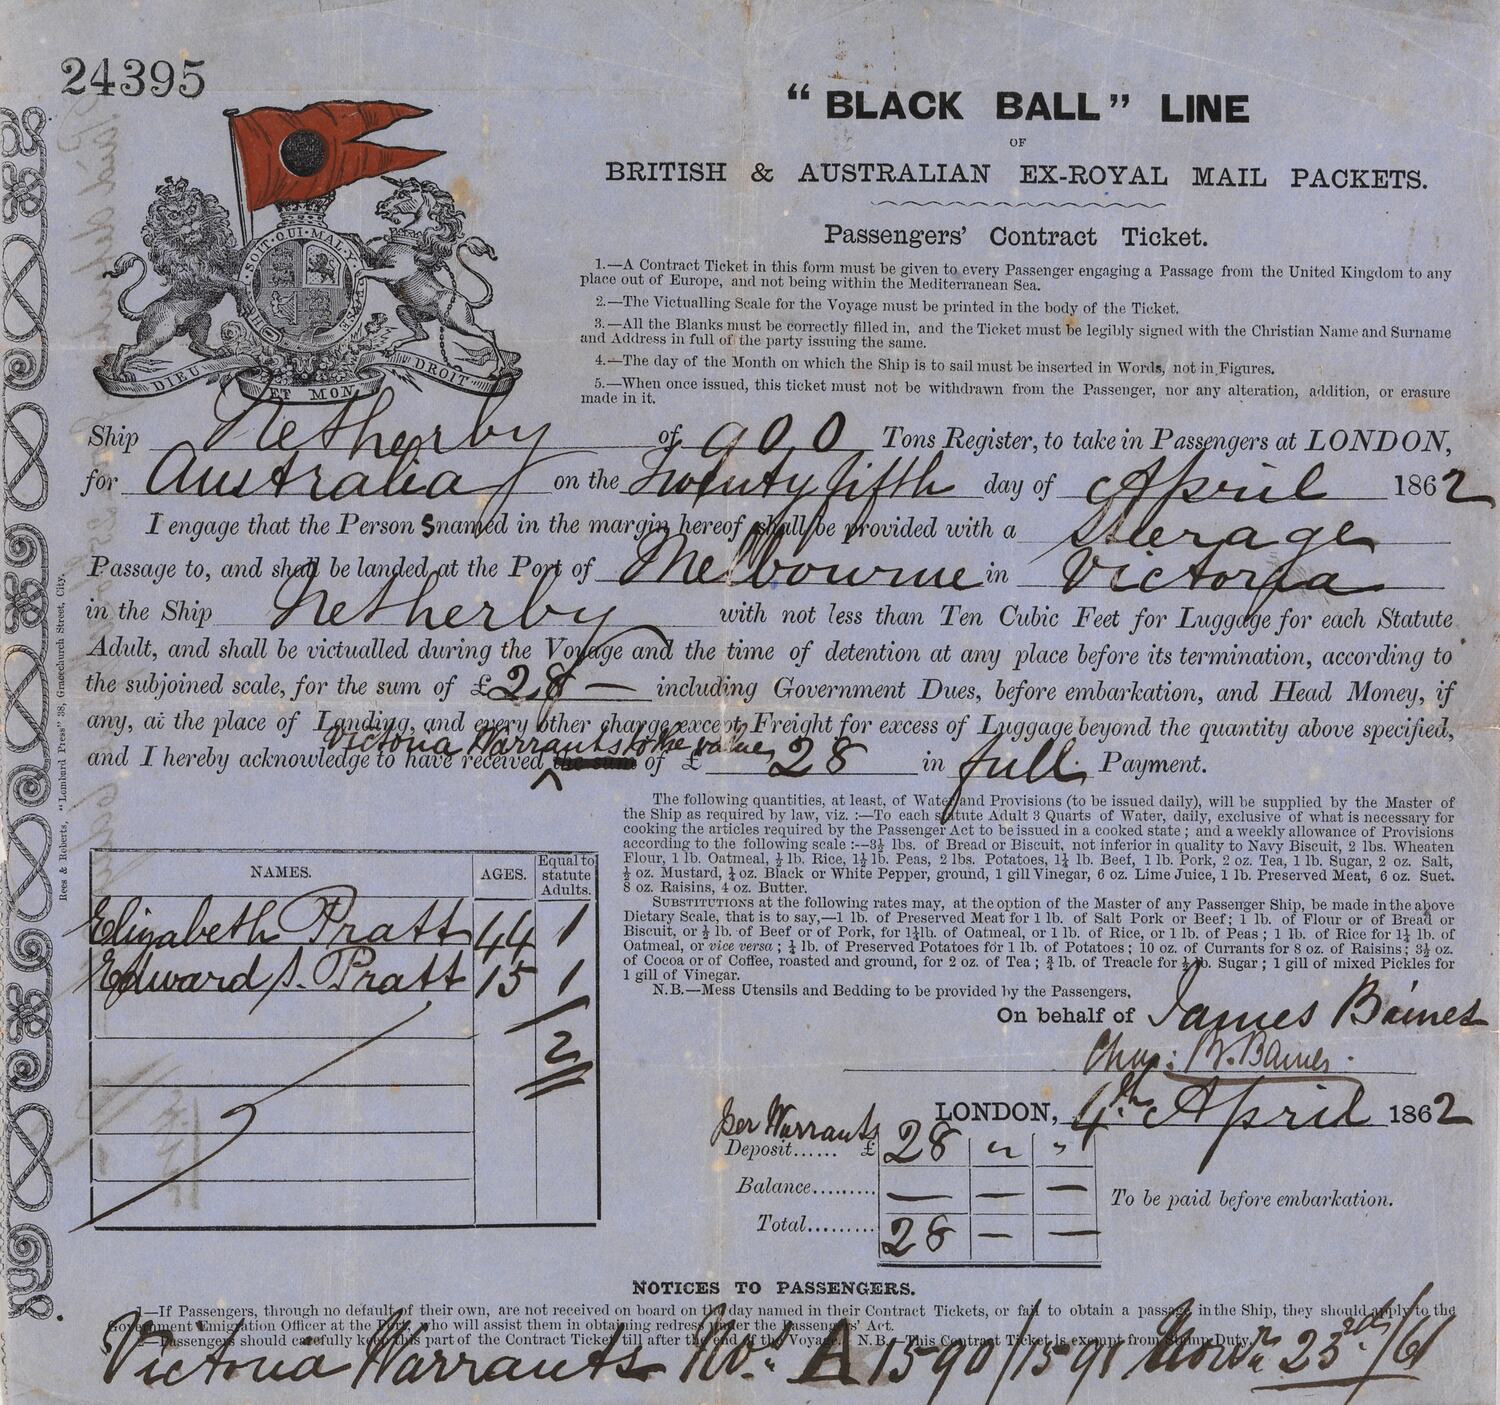 24395
"BLACK BALL" LINE
OF
BRITISH & AUSTRALIAN EX-ROYAL MAIL PACKETS.
Passengers' Contract Ticket.
HONI SOIT QUI MAL Y PENSE
DIEU ET MON DROIT
1.—A Contract Ticket in this form must be given to every Passenger engaging a Passage from the United Kingdom to any
place out of Europe, and not being within the Mediterranean Sea.
2.—The Victualling Scale for the Voyage must be printed in the body of the Ticket.
3.—All the Blanks must be correctly filled in, and the Ticket must be legibly signed with the Christian Name and Surname
and Address in full of the party issuing the same.
4.—The day of the Month on which the Ship is to sail must be inserted in Words, not in Figures.
5.—When once issued, this ticket must not be withdrawn from the Passenger, nor any alteration, addition, or erasure
made in it.
Ship Netherby of 900 Tons Register, to take in Passengers at LONDON,
for Australia on the Twenty fifth day of April 1862
I engage that the Person s named in the margin hereof shall be provided with a Steerage
Passage to, and shall be landed at the Port of Melbourne in Victoria
in the Ship Netherby with not less than Ten Cubic Feet for Luggage for each Statute
Adult, and shall be victualled during the Voyage and the time of detention at any place before its termination, according to
the subjoined scale, for the sum of £28 — including Government Dues, before embarkation, and Head Money, if
any, at the place of Landing, and every other charge except Freight for excess of Luggage beyond the quantity above specified,
Victoria Warrants to the value
and I hereby acknowledge to have received the sum of £ 28 in full Payment.
The following quantities, at least, of Water and Provisions (to be issued daily), will be supplied by the Master of
the Ship as required by law, viz. :—To each statute Adult 3 Quarts of Water, daily, exclusive of what is necessary for
cooking the articles required by the Passenger Act to be issued in a cooked state; and a weekly allowance of Provisions
according to the following scale :—3½ lbs. of Bread or Biscuit, not inferior in quality to Navy Biscuit, 2 lbs. Wheaten
Flour, 1 lb. Oatmeal, ½ lb. Rice, 1½ lb. Peas, 2 lbs. Potatoes, 1¼ lb. Beef, 1 lb. Pork, 2 oz. Tea, 1 lb. Sugar, 2 oz. Salt,
½ oz. Mustard, ¼ oz. Black or White Pepper, ground, 1 gill Vinegar, 6 oz. Lime Juice, 1 lb. Preserved Meat, 6 oz. Suet.
8 oz. Raisins, 4 oz. Butter.
SUBSTITUTIONS at the following rates may, at the option of the Master of any Passenger Ship, be made in the above
Dietary Scale, that is to say,—1 lb. of Preserved Meat for 1 lb. of Salt Pork or Beef; 1 lb. of Flour or of Bread or
Biscuit, or ½ lb. of Beef or of Pork, for 1¼ lb. of Oatmeal, or 1 lb. of Rice, or 1 lb. of Peas; 1 lb. of Rice for 1¼ lb. of
Oatmeal, or vice versa; ¼ lb. of Preserved Potatoes for 1 lb. of Potatoes; 10 oz. of Currants for 8 oz. of Raisins; 3½ oz.
of Cocoa or of Coffee, roasted and ground, for 2 oz. of Tea; ¾ lb. of Treacle for ½ lb. Sugar; 1 gill of mixed Pickles for
1 gill of Vinegar.
N.B.—Mess Utensils and Bedding to be provided by the Passengers,
NAMES. AGES. Equal to statute Adults.
Elizabeth Pratt 44 1
Edward S. Pratt 15 1
2
On behalf of James Baines
Chas: B. Baines.
LONDON, 4th April 1862
per Warrants
Deposit...... £ 28 " "
Balance......... — — —
Total......... 28 — —
To be paid before embarkation.
NOTICES TO PASSENGERS.
1—If Passengers, through no default of their own, are not received on board on the day named in their Contract Tickets, or fail to obtain a passage in the Ship, they should apply to the
Government Emigration Officer at the Port, who will assist them in obtaining redress under the Passengers' Act.
2—Passengers should carefully keep this part of the Contract Ticket till after the end of the Voyage. N.B.—This Contract Ticket is exempt from Stamp Duty.
Victoria Warrants Nos. A 1590/1591 23rd /61
Rees & Roberts, "Lombard Press" 38, Gracechurch Street, City.